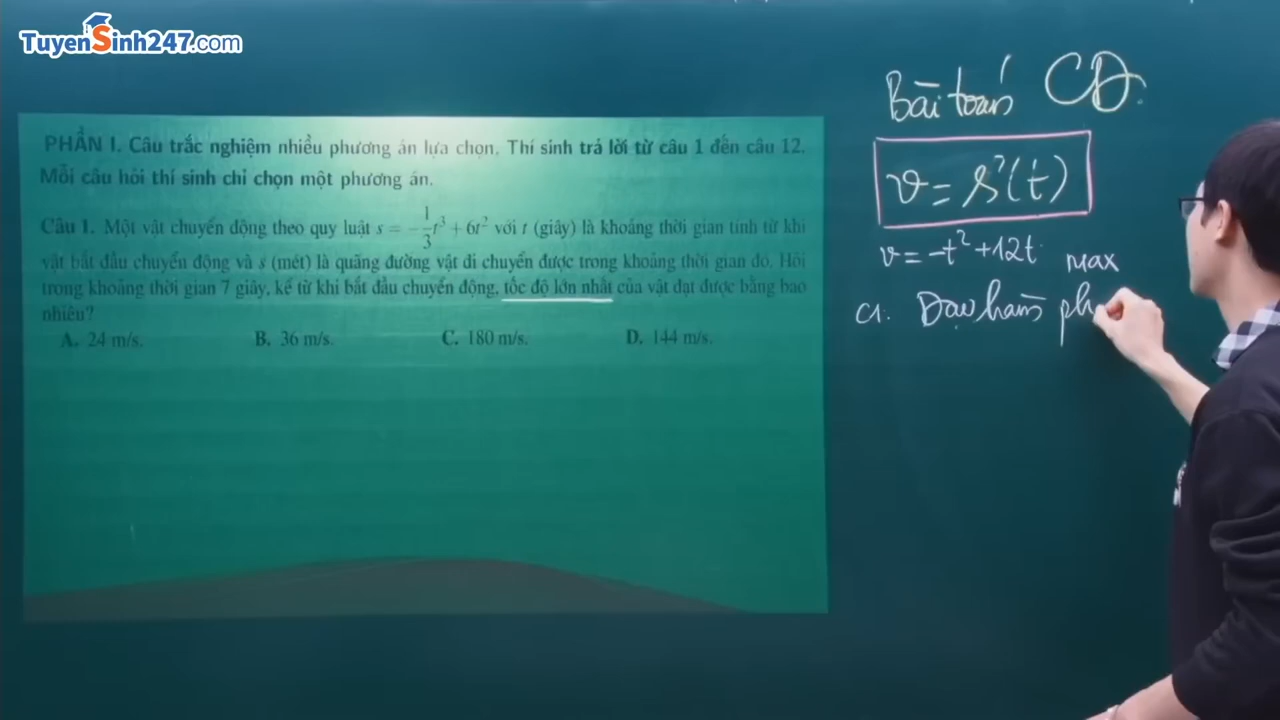 TuyenSinh247.com
PHẦN I. Câu trắc nghiệm nhiều phương án lựa chọn. Thí sinh trả lời từ câu 1 đến câu 12.
Mỗi câu hỏi thí sinh chỉ chọn một phương án.
Câu 1. Một vật chuyển động theo quy luật s = -1/3 t³ + 6t² với t (giây) là khoảng thời gian tính từ khi
vật bắt đầu chuyển động và s (mét) là quãng đường vật di chuyển được trong khoảng thời gian đó. Hỏi
trong khoảng thời gian 7 giây, kể từ khi bắt đầu chuyển động, tốc độ lớn nhất của vật đạt được bằng bao
nhiêu?
A. 24 m/s. B. 36 m/s. C. 180 m/s. D. 144 m/s.
Bài toán CĐ.
v = s'(t)
v = -t² + 12t. max
C1. Đạo hàm